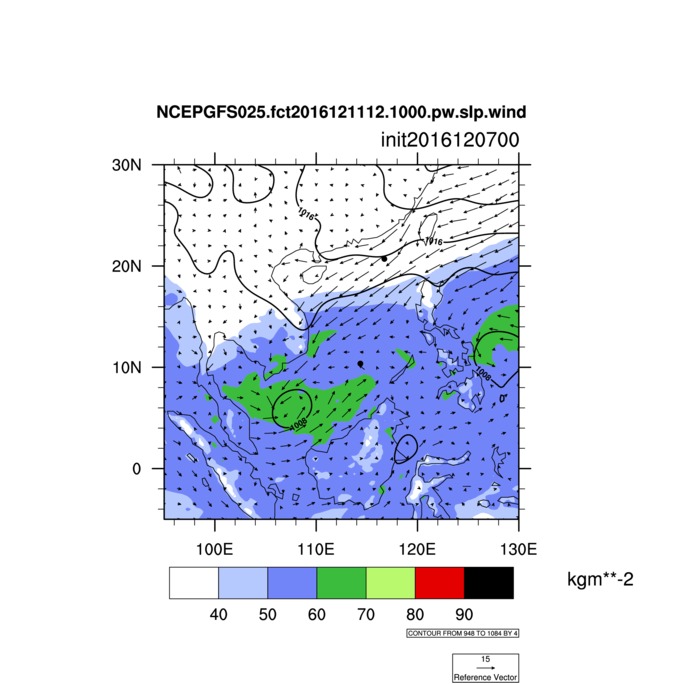 NCEPGFS025.fct2016121112.1000.pw.slp.wind
init2016120700
30N
1016
1016
20N
10N
1008
0
1008
0
100E 110E 120E 130E
kgm**-2
40 50 60 70 80 90
CONTOUR FROM 948 TO 1084 BY 4
15
Reference Vector